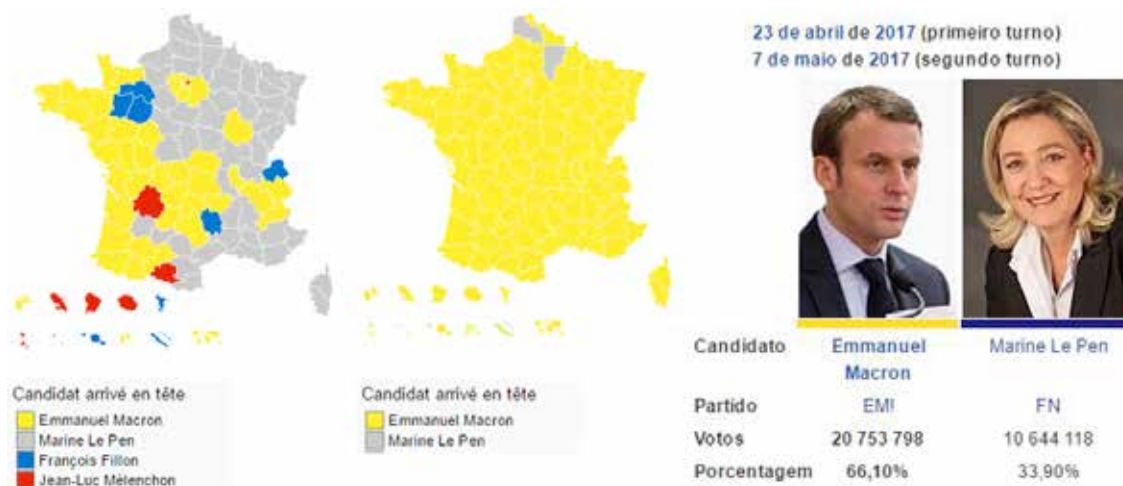 23 de abril de 2017 (primeiro turno)
7 de maio de 2017 (segundo turno)
Candidat arrivé en tête
Emmanuel Macron
Marine Le Pen
François Fillon
Jean-Luc Mélenchon
Candidat arrivé en tête
Emmanuel Macron
Marine Le Pen
Candidato Emmanuel Macron Marine Le Pen
Partido EM! FN
Votos 20 753 798 10 644 118
Porcentagem 66,10% 33,90%